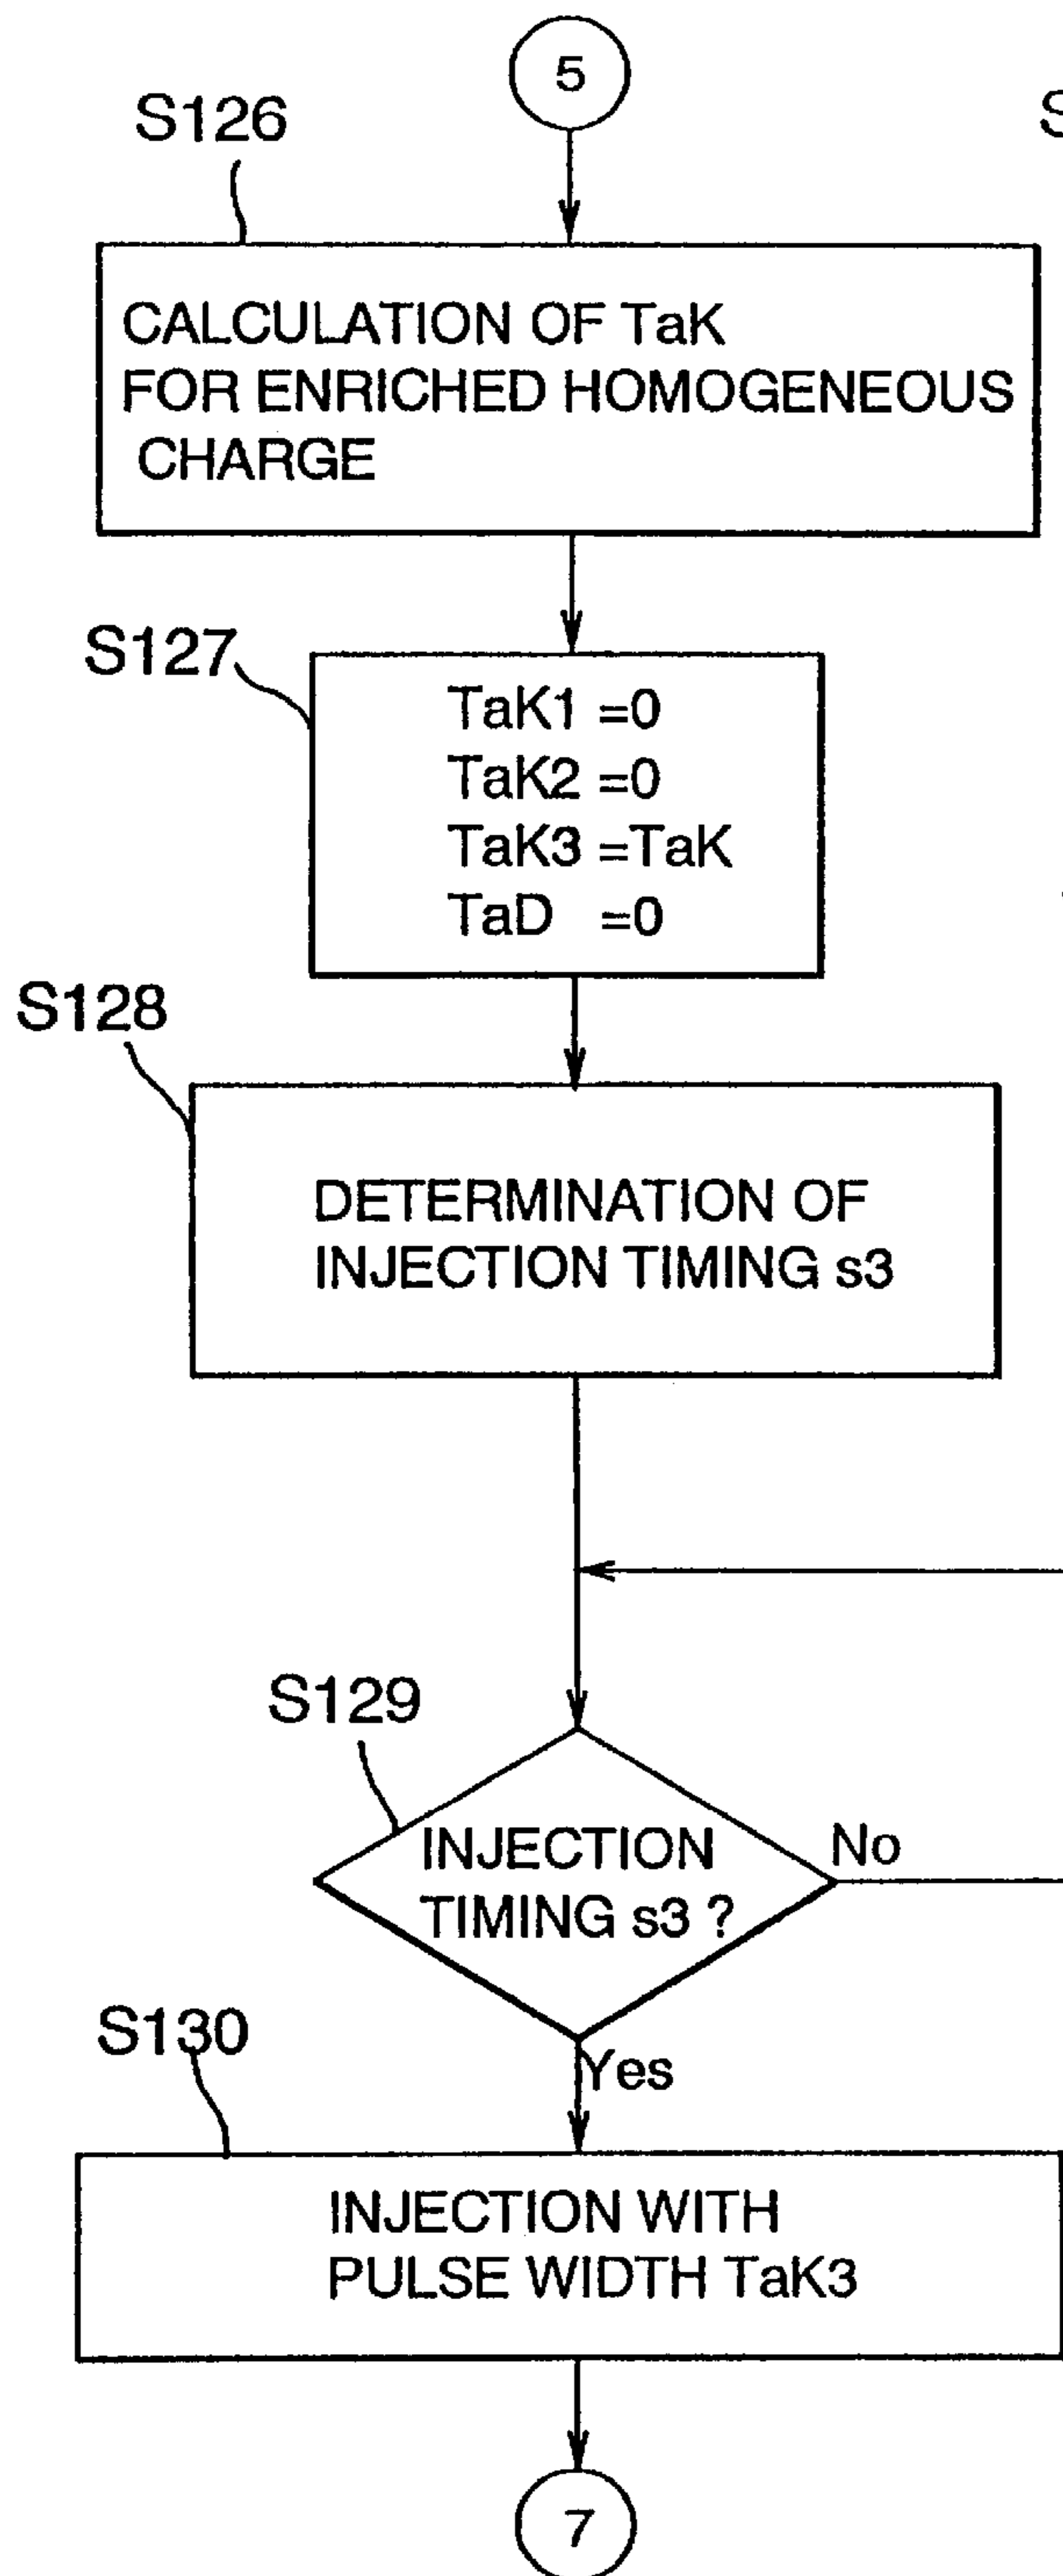 5
S126
S
CALCULATION OF TaK
FOR ENRICHED HOMOGENEOUS
CHARGE
S127
TaK1 =0
TaK2 =0
TaK3 =TaK
TaD =0
S128
DETERMINATION OF
INJECTION TIMING s3
S129
INJECTION
TIMING s3 ?
No
Yes
S130
INJECTION WITH
PULSE WIDTH TaK3
7